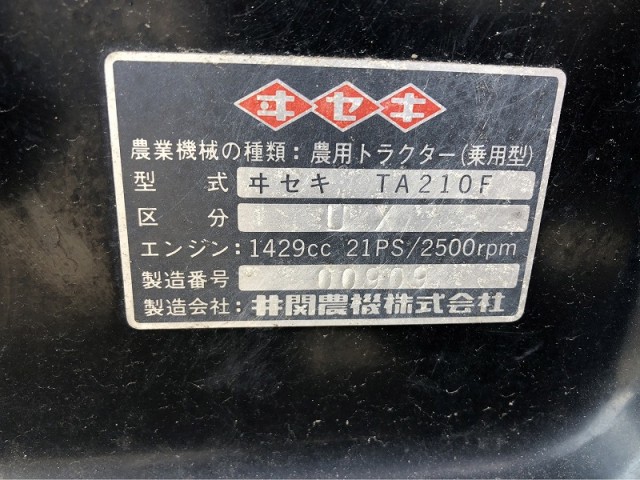 ヰセキ
農業機械の種類：農用トラクター(乗用型)
型 式 ヰセキ TA210F
区 分 U
エンジン：1429cc 21PS/2500rpm
製造番号 00909
製造会社：井関農機株式会社